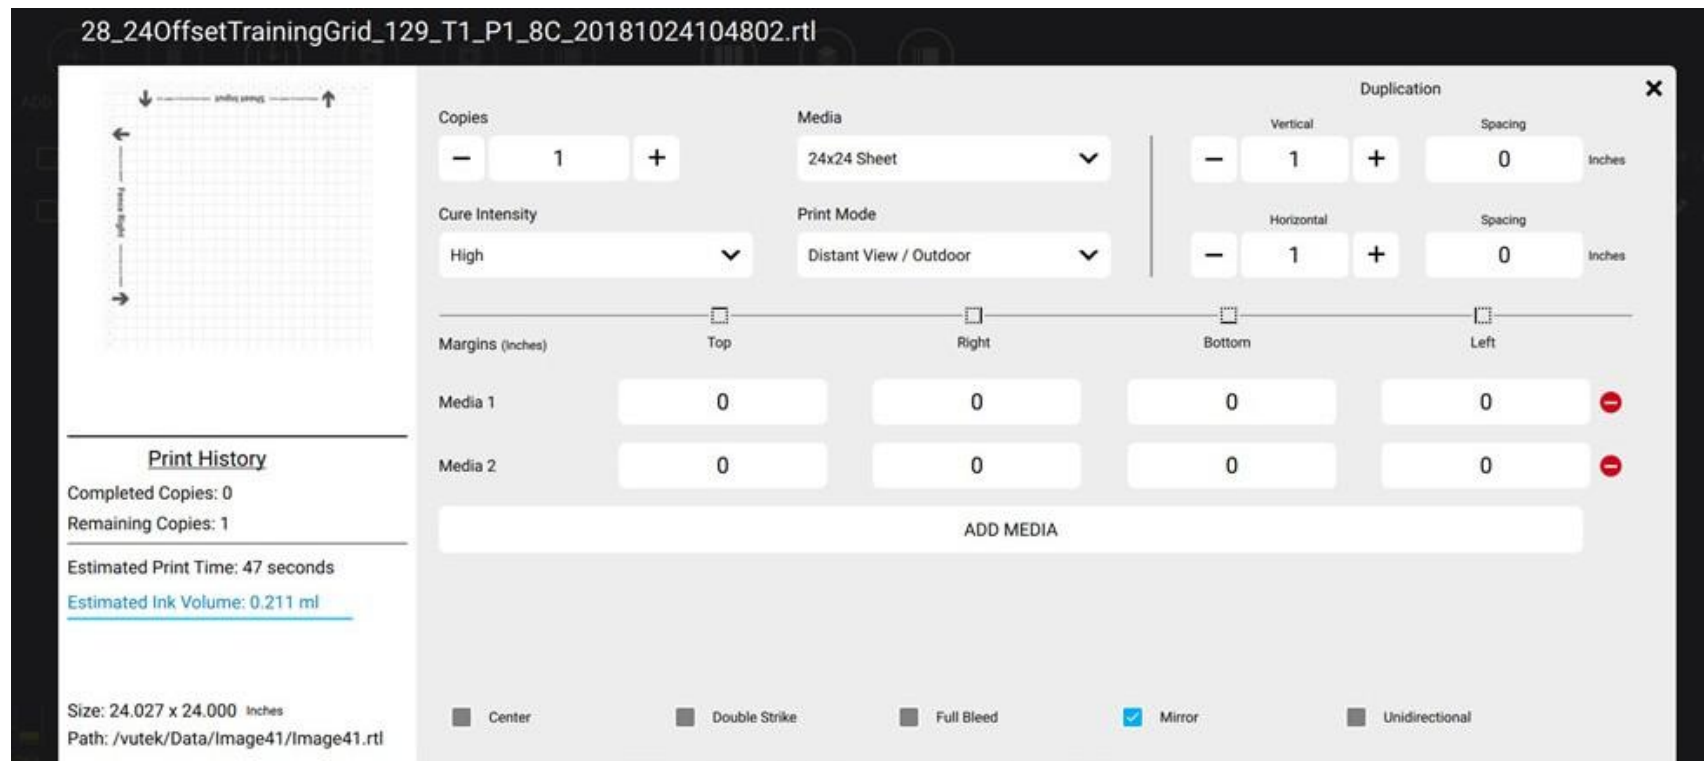 28_24OffsetTrainingGrid_129_T1_P1_8C_20181024104802.rtl
Sheet Input
Fence Right
Print History
Completed Copies: 0
Remaining Copies: 1
Estimated Print Time: 47 seconds
Estimated Ink Volume: 0.211 ml
Size: 24.027 x 24.000 Inches
Path: /vutek/Data/Image41/Image41.rtl
Copies
1
Media
24x24 Sheet
Cure Intensity
High
Print Mode
Distant View / Outdoor
Duplication
Vertical Spacing
1 0 Inches
Horizontal Spacing
1 0 Inches
Margins (Inches) Top Right Bottom Left
Media 1 0 0 0 0
Media 2 0 0 0 0
ADD MEDIA
Center Double Strike Full Bleed Mirror Unidirectional